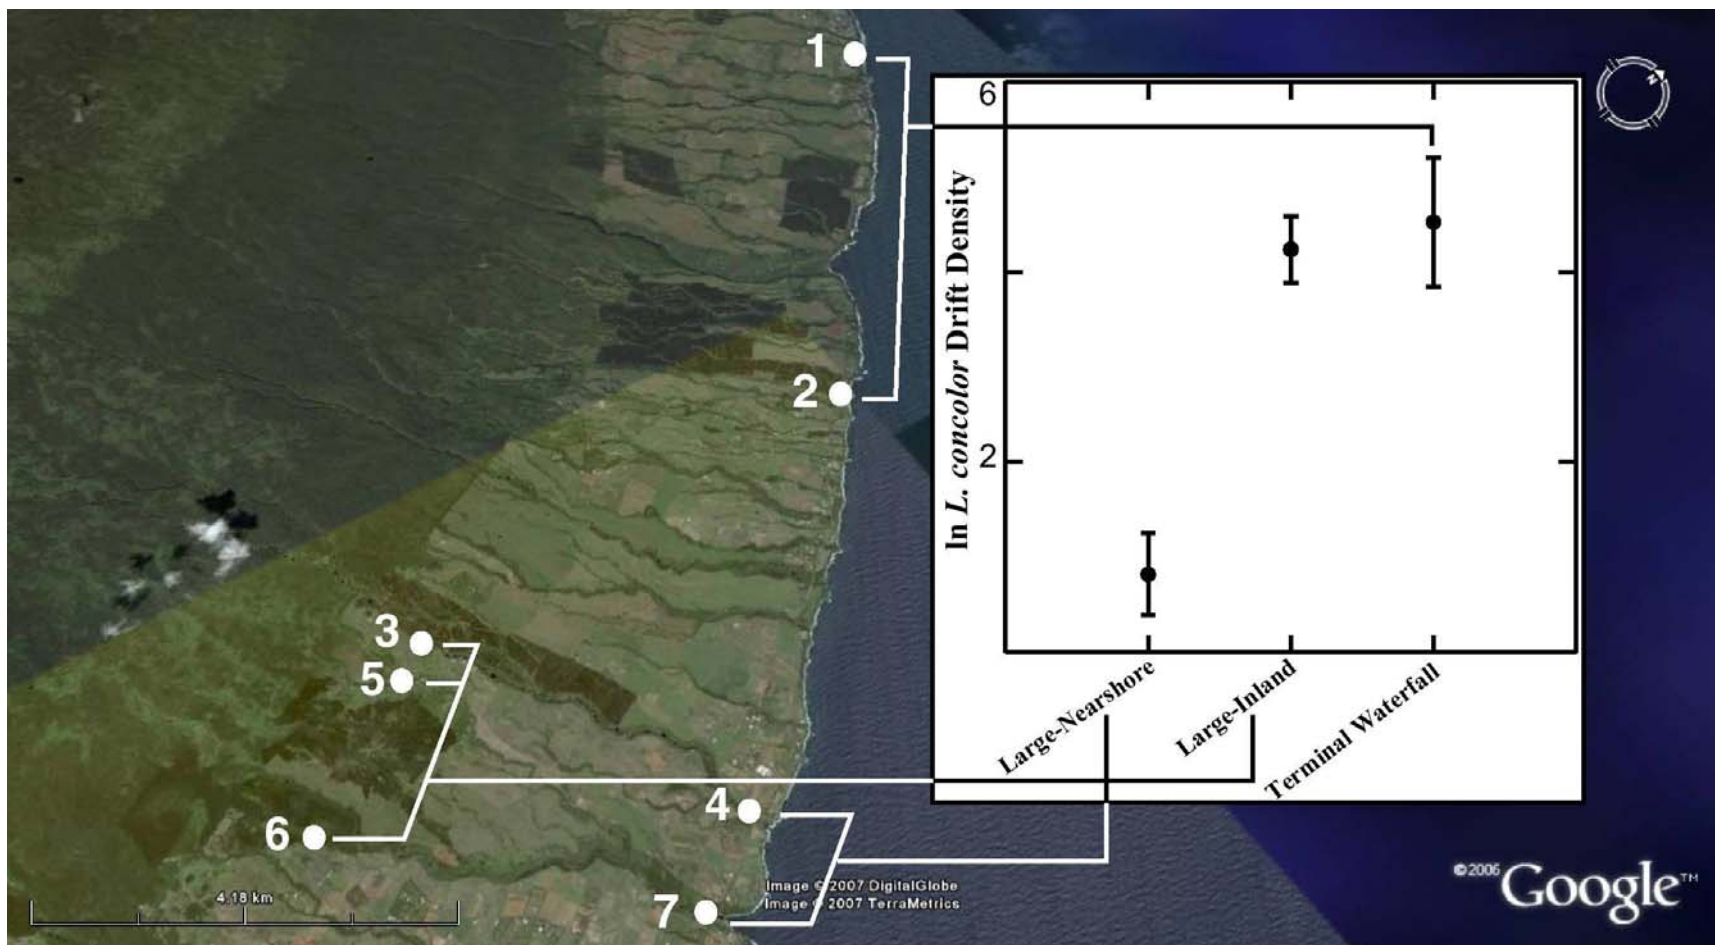 1
2
3
5
6
4
7
6
2
ln L. concolor Drift Density
Large-Nearshore
Large-Inland
Terminal Waterfall
N
4.18 km
Image © 2007 DigitalGlobe
Image © 2007 TerraMetrics
©2006 Google™